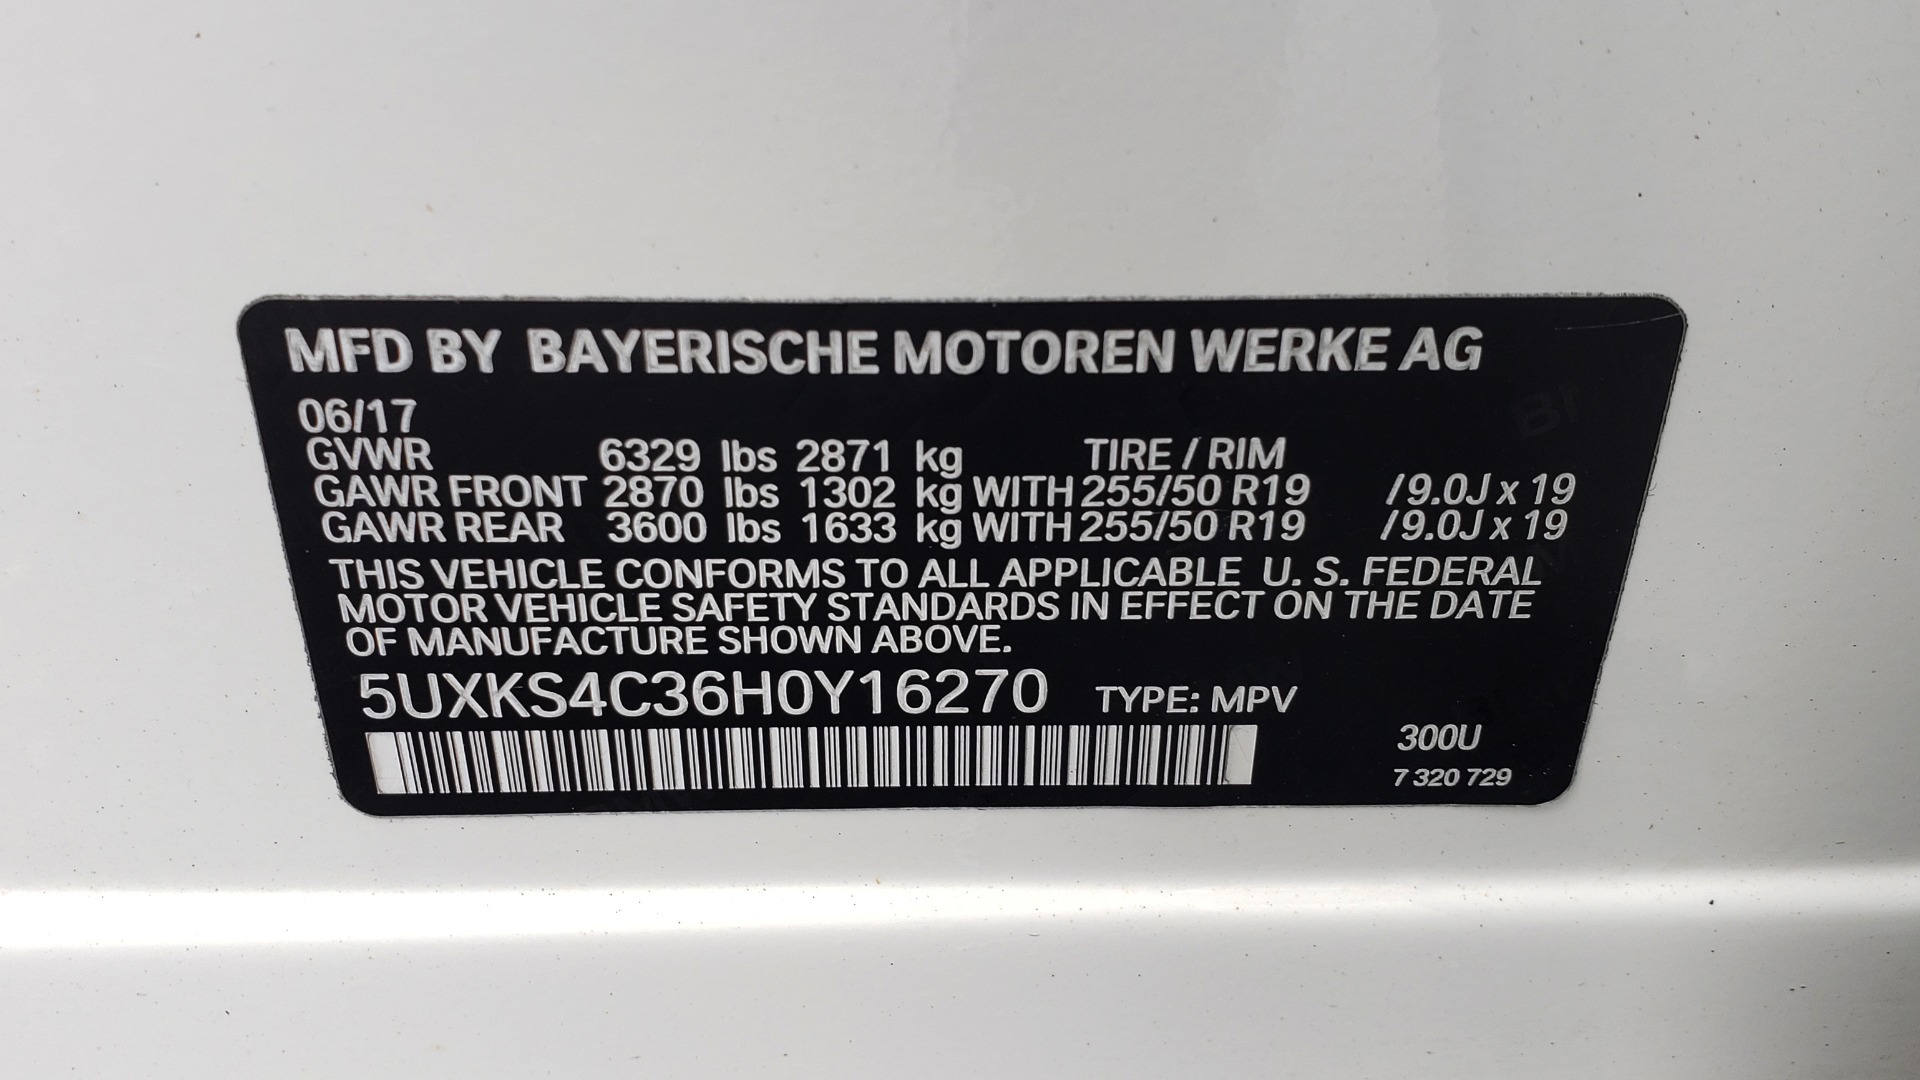 MFD BY BAYERISCHE MOTOREN WERKE AG
06/17
GVWR 6329 lbs 2871 kg TIRE / RIM
GAWR FRONT 2870 lbs 1302 kg WITH 255/50 R19 /9.0J x 19
GAWR REAR 3600 lbs 1633 kg WITH 255/50 R19 /9.0J x 19
THIS VEHICLE CONFORMS TO ALL APPLICABLE U. S. FEDERAL
MOTOR VEHICLE SAFETY STANDARDS IN EFFECT ON THE DATE
OF MANUFACTURE SHOWN ABOVE.
5UXKS4C36H0Y16270 TYPE: MPV
300U
7 320 729